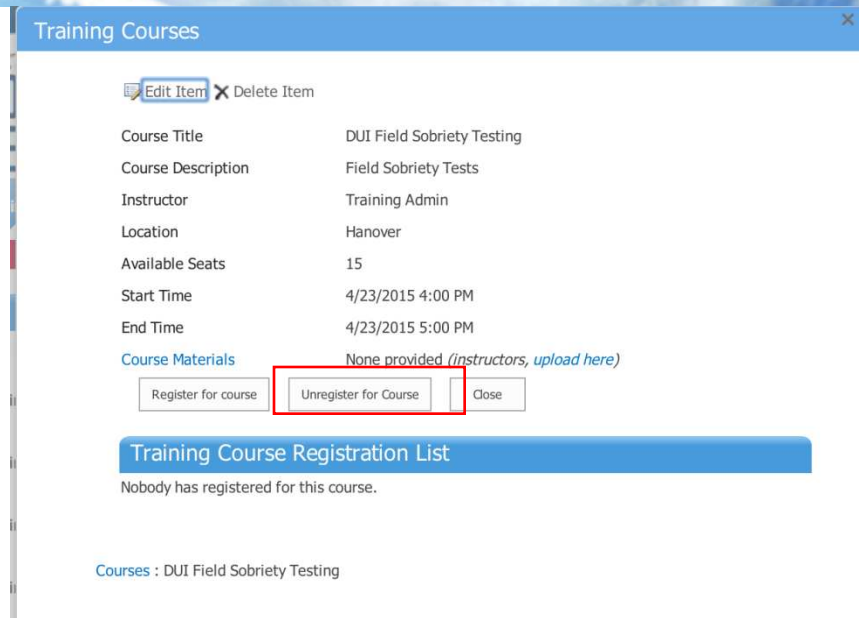 Training Courses
Edit Item Delete Item
Course Title DUI Field Sobriety Testing
Course Description Field Sobriety Tests
Instructor Training Admin
Location Hanover
Available Seats 15
Start Time 4/23/2015 4:00 PM
End Time 4/23/2015 5:00 PM
Course Materials None provided (instructors, upload here)
Register for course Unregister for Course Close
Training Course Registration List
Nobody has registered for this course.
Courses : DUI Field Sobriety Testing